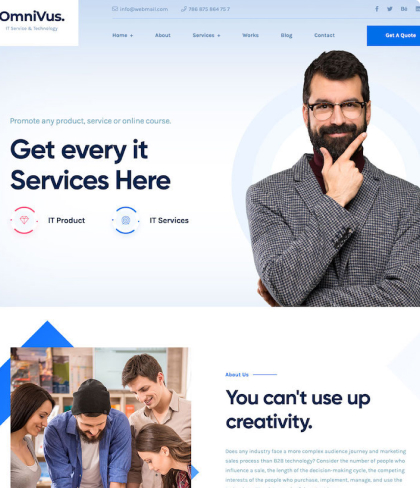 info@webmail.com 786 875 864 75 7
OmniVus.
IT Service & Technology
Home About Services Works Blog Contact Get A Quote
Promote any product, service or online course.
Get every it
Services Here
IT Product IT Services
About Us
You can't use up
creativity.
Does any industry face a more complex audience journey and marketing
sales process than B2B technology? Consider the number of people who
influence a sale, the length of the decision-making cycle, the competing
interests of the people who purchase, implement, manage, and use the